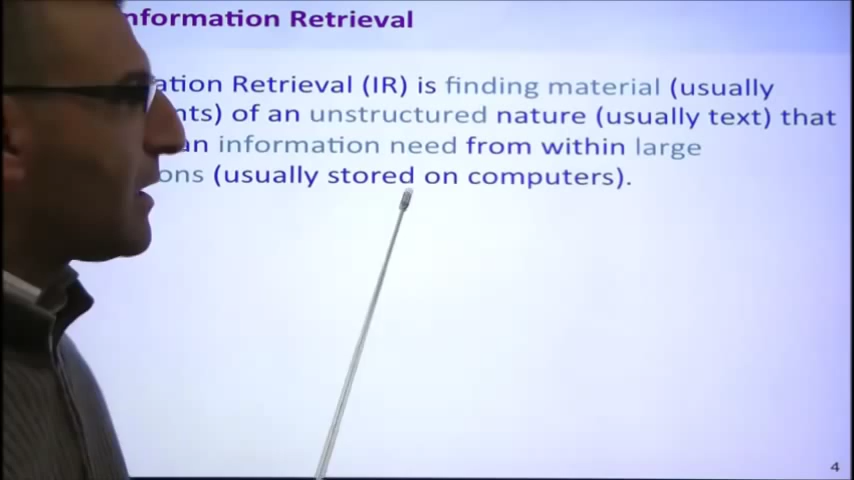 nformation Retrieval
ation Retrieval (IR) is finding material (usually
nts) of an unstructured nature (usually text) that
an information need from within large
ons (usually stored on computers).
4